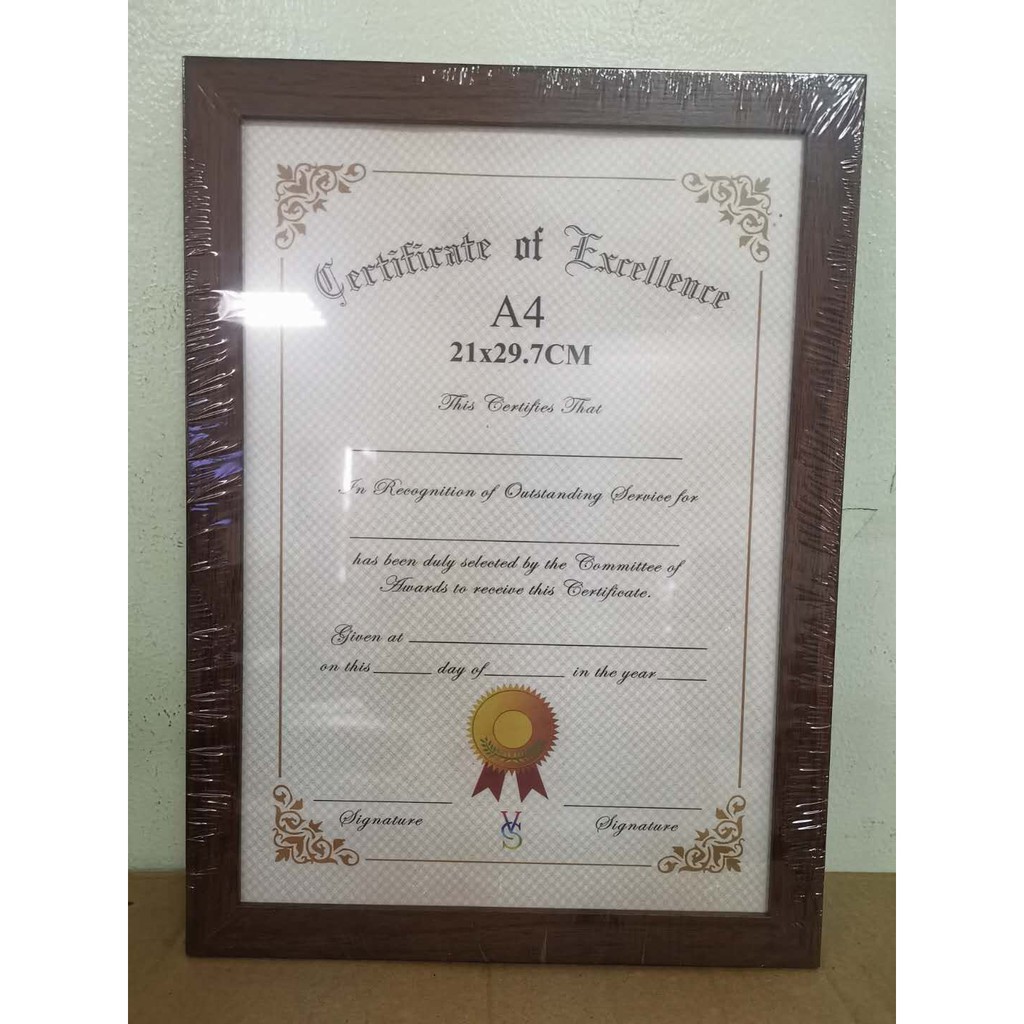 Certificate of Excellence
A4
21x29.7CM
This Certifies That
In Recognition of Outstanding Service for
has been duly selected by the Committee of
Awards to receive this Certificate.
Given at
on this day of in the year
Signature
VS
Signature